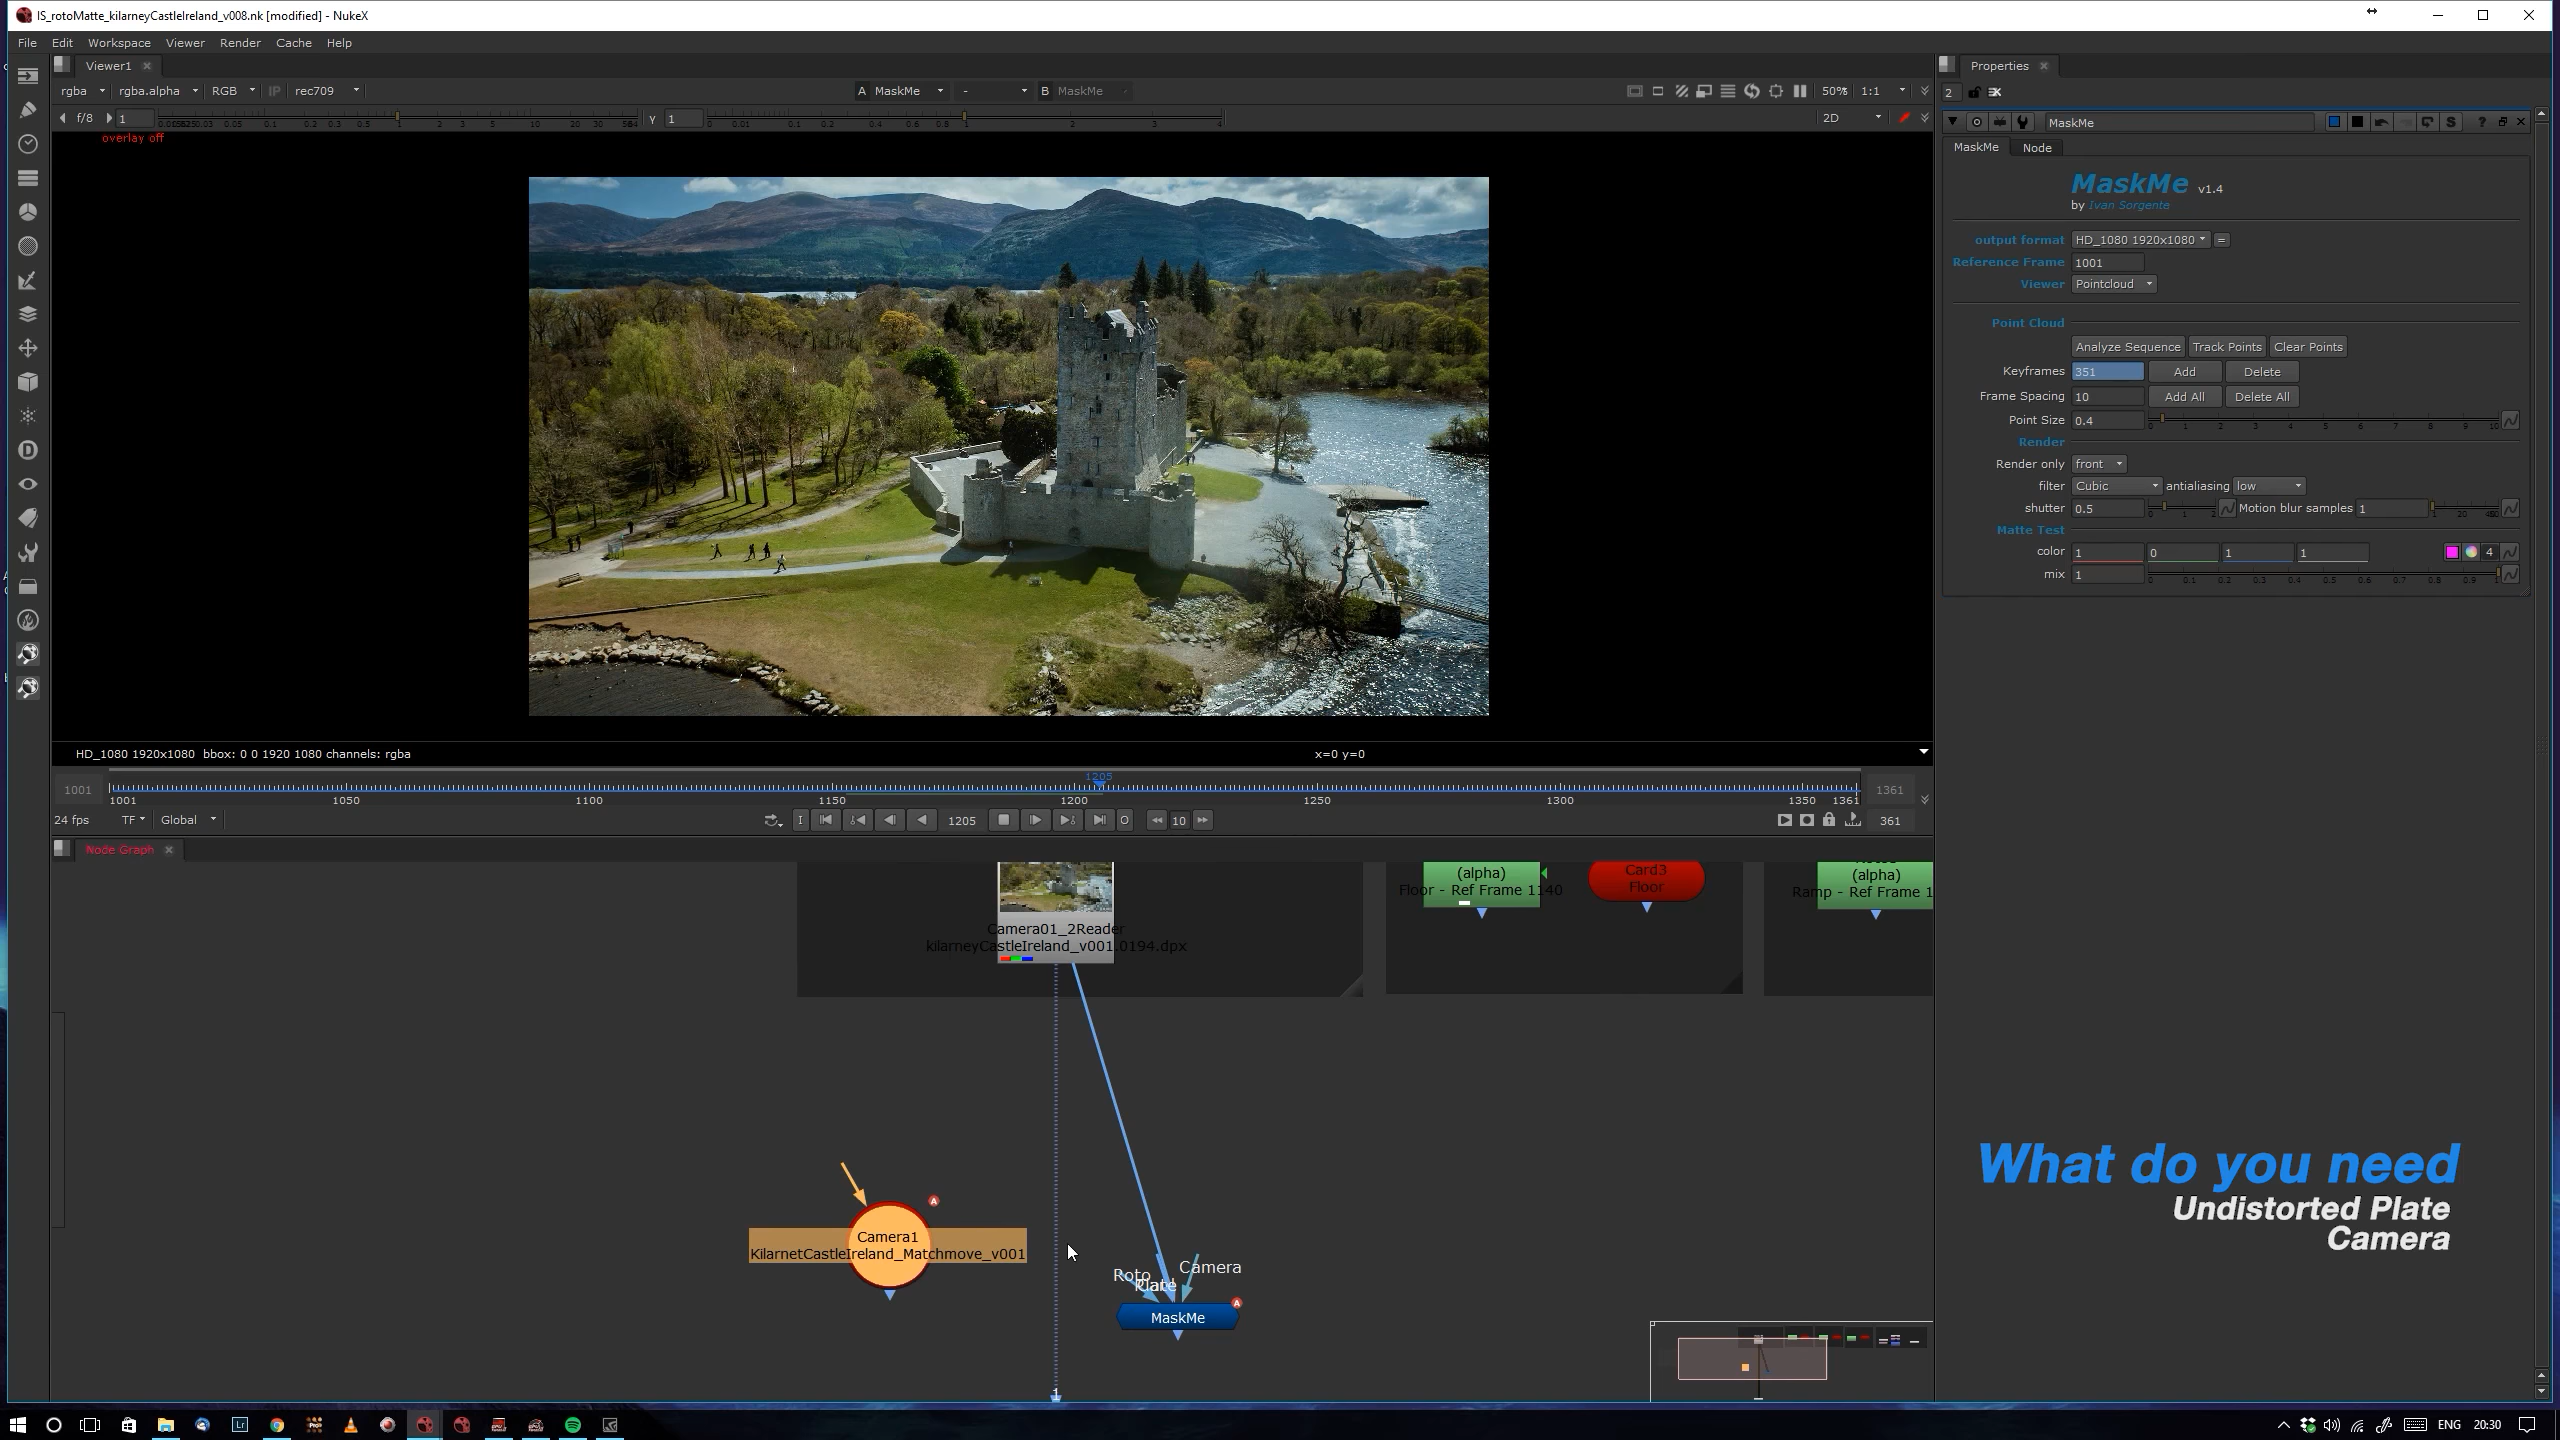 IS_rotoMatte_kilarneyCastleIreland_v008.nk [modified] - NukeX
File Edit Workspace Viewer Render Cache Help
Viewer1
rgba rgba.alpha RGB IP rec709 A MaskMe - B MaskMe - 50% 1:1
f/8 1 Y 1 2D
overlay off
HD_1080 1920x1080 bbox: 0 0 1920 1080 channels: rgba x=0 y=0
1205
1001 1361
1001 1050 1100 1150 1200 1250 1300 1350 1361
24 fps TF Global I 1205 O 10 361
Node Graph
Camera01_2Reader
kilarneyCastleIreland_v001.0194.dpx
(alpha)
Floor - Ref Frame 1140
Card3
Floor
(alpha)
Ramp - Ref Frame 1
Camera1
KilarnetCastleIreland_Matchmove_v001
Roto
Plate
Camera
MaskMe
1
Properties
2
MaskMe
MaskMe Node
MaskMe v1.4
by Ivan Sorgente
output format HD_1080 1920x1080 =
Reference Frame 1001
Viewer Pointcloud
Point Cloud
Analyze Sequence Track Points Clear Points
Keyframes 351 Add Delete
Frame Spacing 10 Add All Delete All
Point Size 0.4
Render
Render only front
filter Cubic antialiasing low
shutter 0.5 Motion blur samples 1
Matte Test
color 1 0 1 1 4
mix 1
What do you need
Undistorted Plate
Camera
ENG 20:30